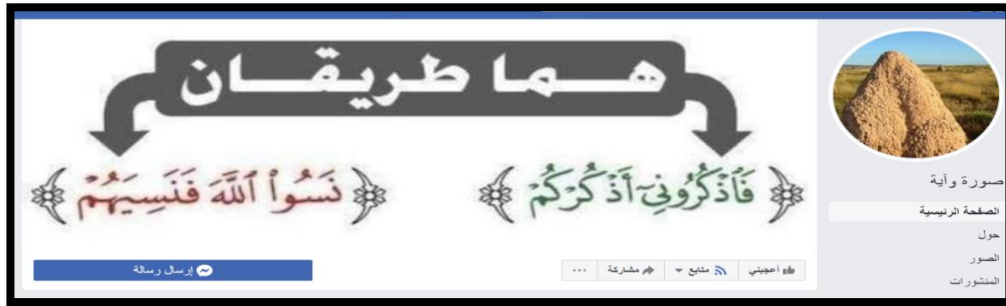 هما طريقان
﴿فَٱذۡكُرُونِيٓ أَذۡكُرۡكُمۡ﴾
﴿نَسُواْ ٱللَّهَ فَنَسِيَهُمۡ﴾
صورة وآية
الصفحة الرئيسية
حول
الصور
المنشورات
أعجبني
متابع
مشاركة
...
إرسال رسالة